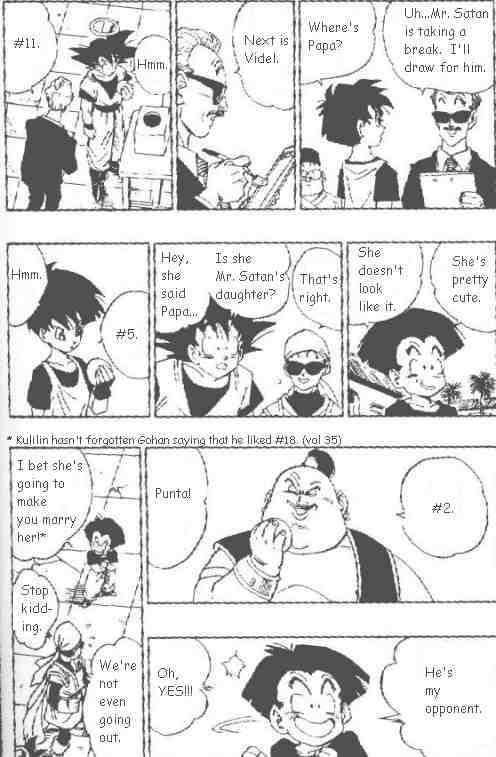 #11.
Hmm.
Next is
Videl.
Where's
Papa?
Uh...Mr. Satan
is taking a
break. I'll
draw for him.
Hmm.
#5.
Hey,
she
said
Papa...
Is she
Mr. Satan's
daughter?
That's
right.
She
doesn't
look
like it.
She's
pretty
cute.
* Kulilin hasn't forgotten Gohan saying that he liked #18. (vol 35)
I bet she's
going to
make
you marry
her!*
Stop
kidd-
ing.
We're
not
even
going
out.
Punta!
#2.
Oh,
YES!!!
He's
my
opponent.